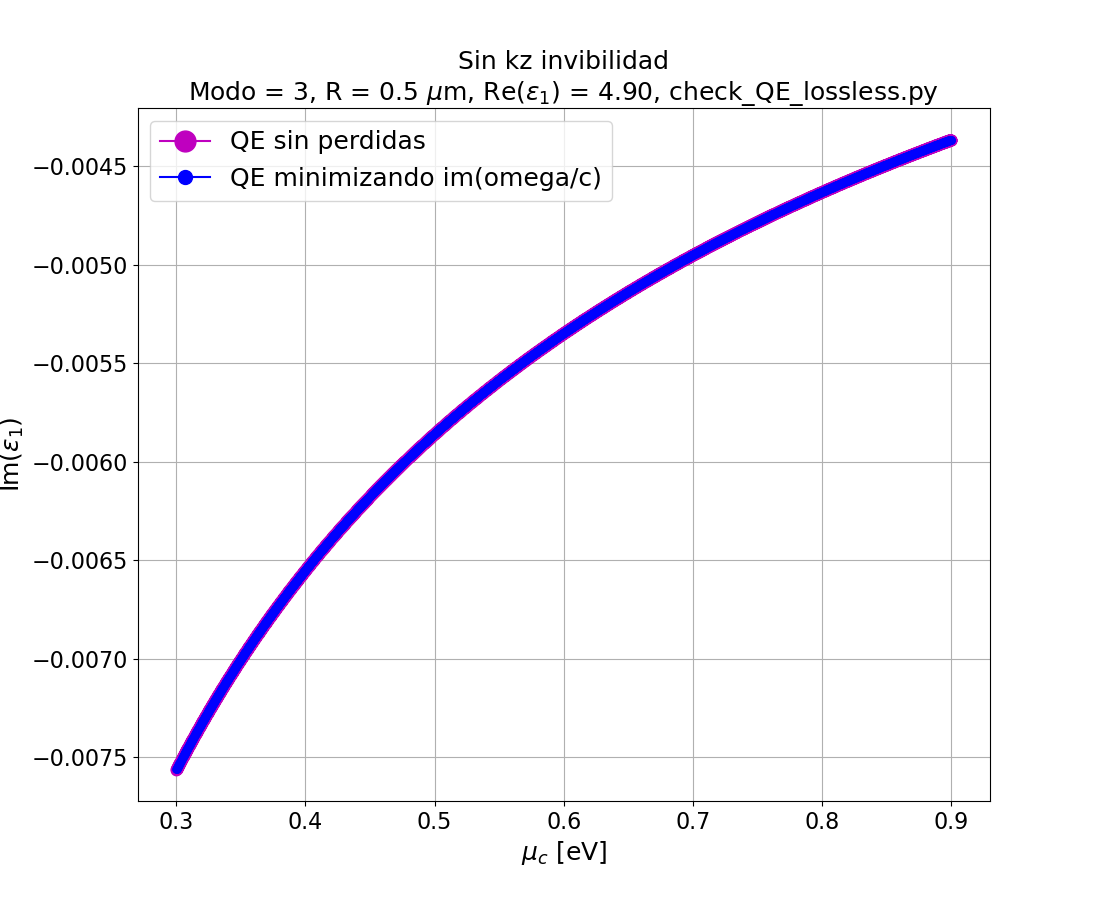 Sin kz invibilidad
Modo = 3, R = 0.5 μm, Re(ε₁) = 4.90, check_QE_lossless.py
QE sin perdidas
QE minimizando im(omega/c)
Im(ε₁)
−0.0045
−0.0050
−0.0055
−0.0060
−0.0065
−0.0070
−0.0075
0.3 0.4 0.5 0.6 0.7 0.8 0.9
μ_c [eV]